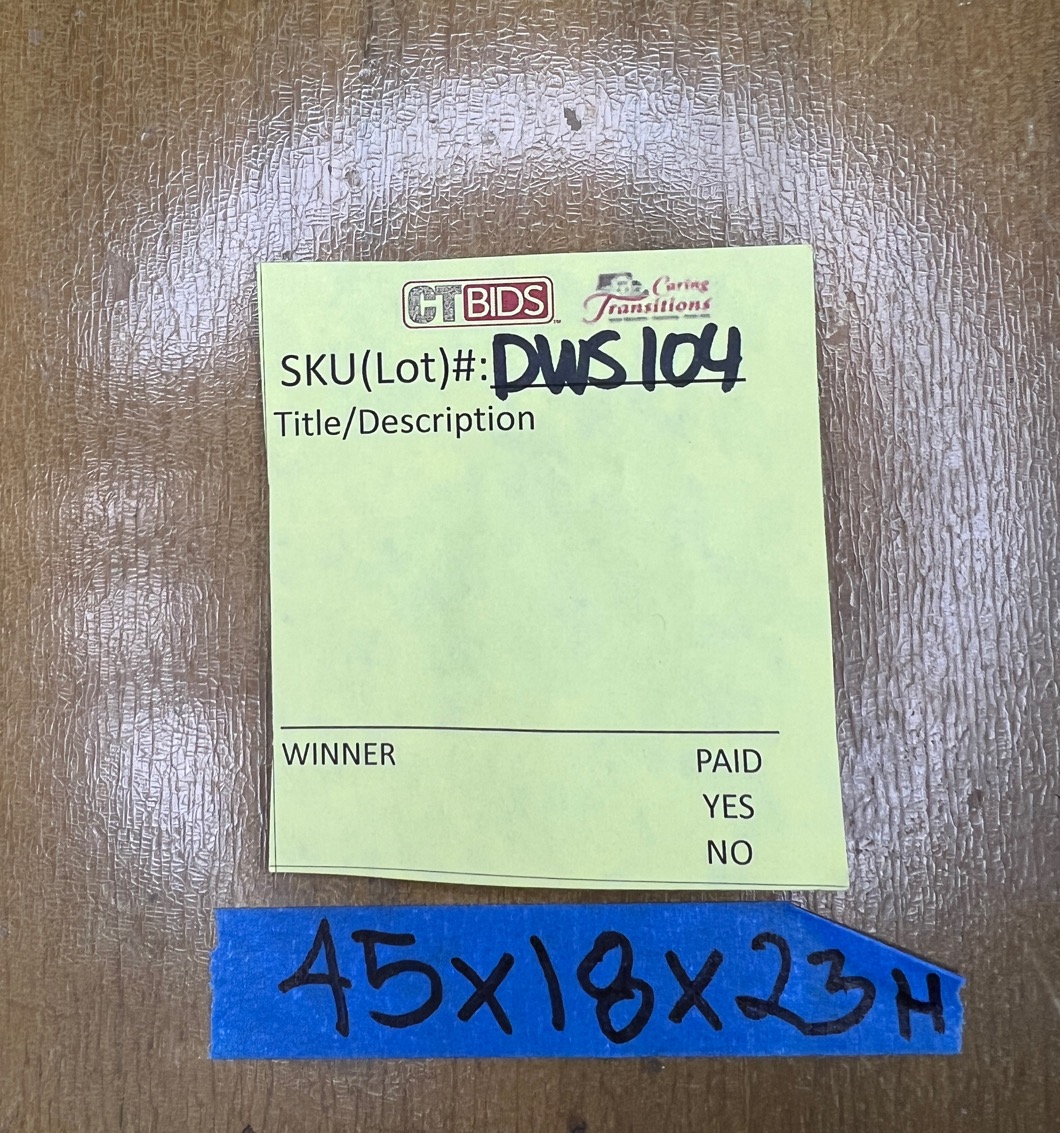 CTBIDS Caring Transitions
SKU(Lot)#: DWS104
Title/Description
WINNER PAID
YES
NO
45x18x23H